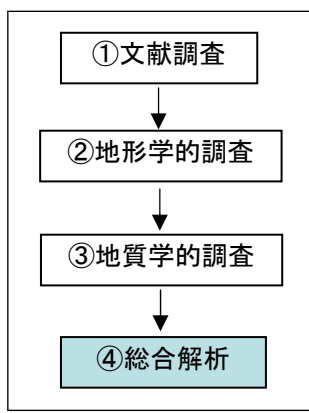 ①文献調査
②地形学的調査
③地質学的調査
④総合解析